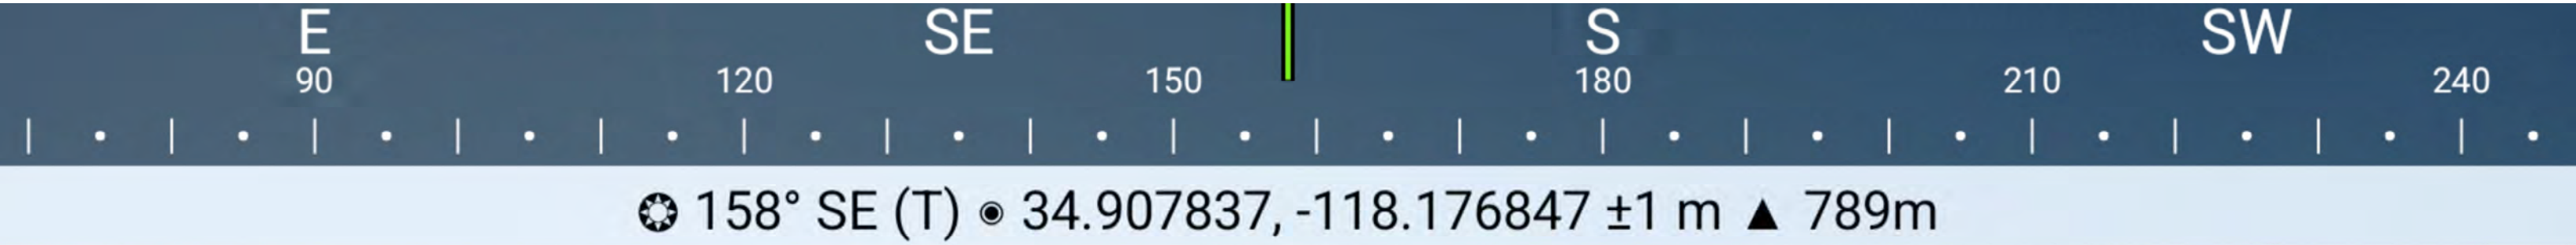 E SE S SW
90 120 150 180 210 240
158° SE (T) ◉ 34.907837, -118.176847 ±1 m ▲ 789m